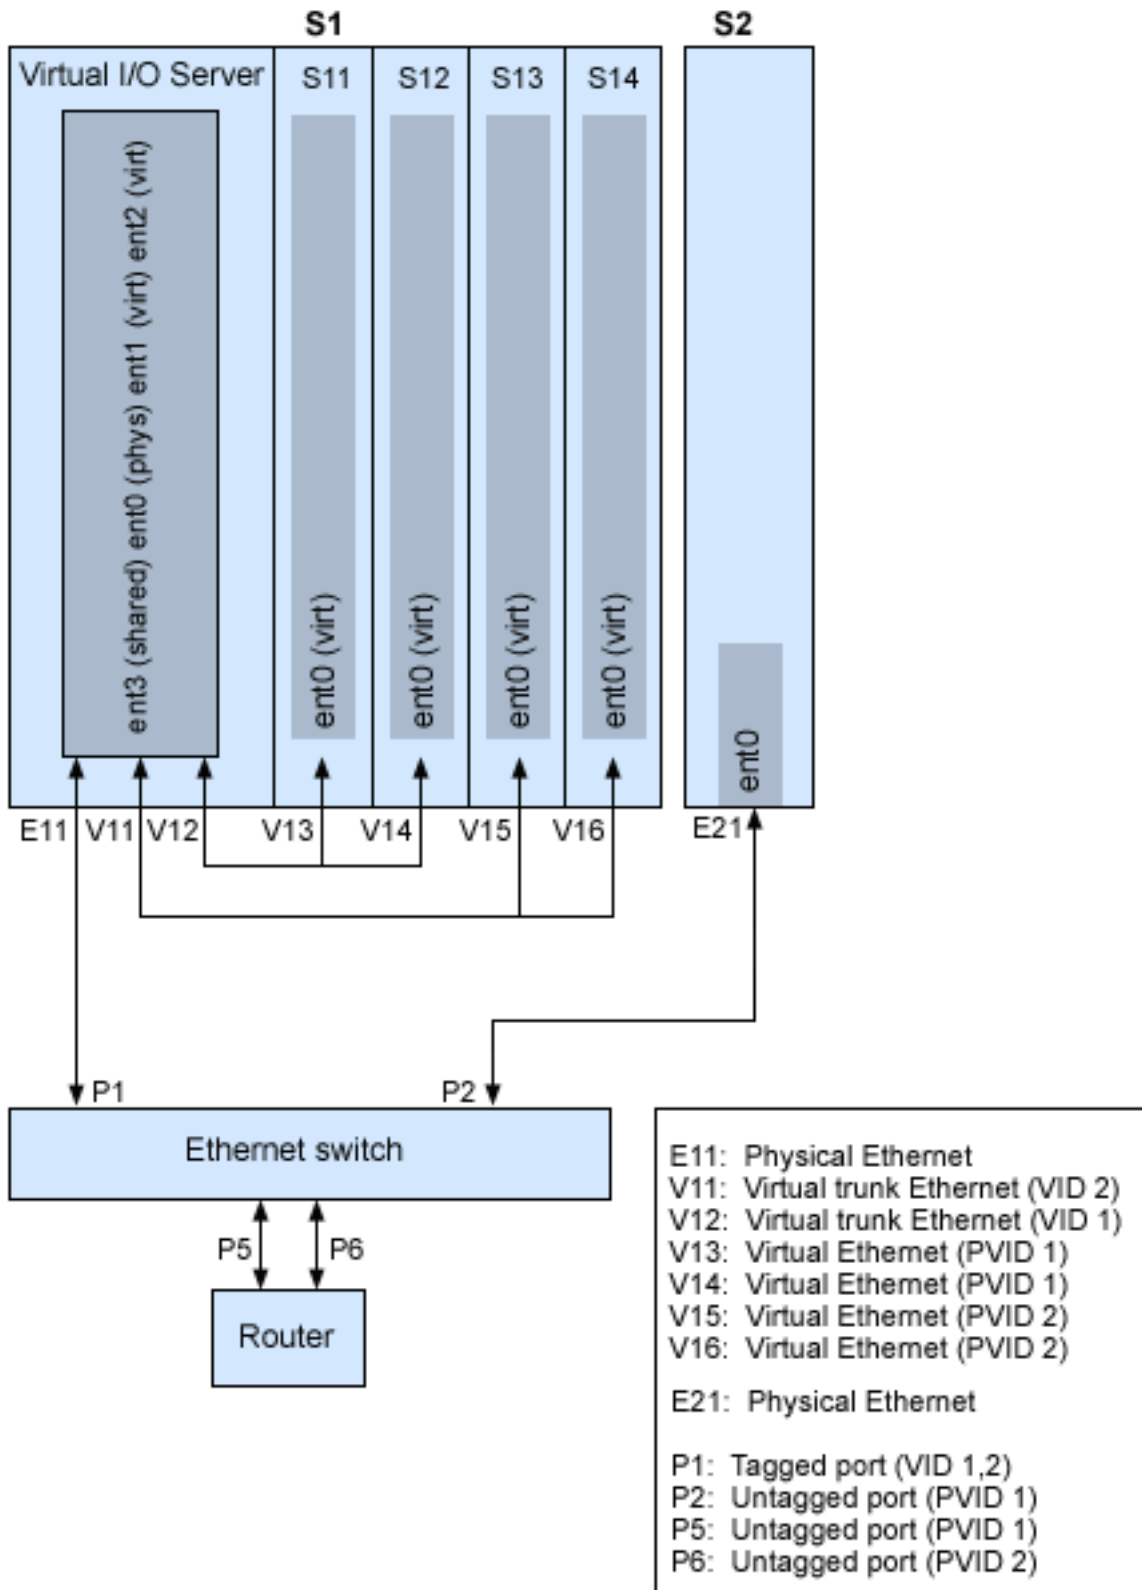 S1
S2
Virtual I/O Server
S11
S12
S13
S14
ent3 (shared) ent0 (phys) ent1 (virt) ent2 (virt)
ent0 (virt)
ent0 (virt)
ent0 (virt)
ent0 (virt)
ent0
E11
V11
V12
V13
V14
V15
V16
E21
P1
P2
Ethernet switch
P5
P6
Router
E11: Physical Ethernet
V11: Virtual trunk Ethernet (VID 2)
V12: Virtual trunk Ethernet (VID 1)
V13: Virtual Ethernet (PVID 1)
V14: Virtual Ethernet (PVID 1)
V15: Virtual Ethernet (PVID 2)
V16: Virtual Ethernet (PVID 2)
E21: Physical Ethernet
P1: Tagged port (VID 1,2)
P2: Untagged port (PVID 1)
P5: Untagged port (PVID 1)
P6: Untagged port (PVID 2)